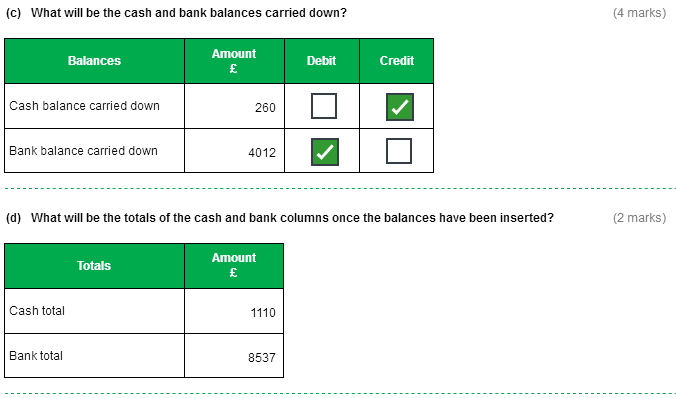 (c) What will be the cash and bank balances carried down? (4 marks)
Balances Amount £ Debit Credit
Cash balance carried down 260
Bank balance carried down 4012
(d) What will be the totals of the cash and bank columns once the balances have been inserted? (2 marks)
Totals Amount £
Cash total 1110
Bank total 8537